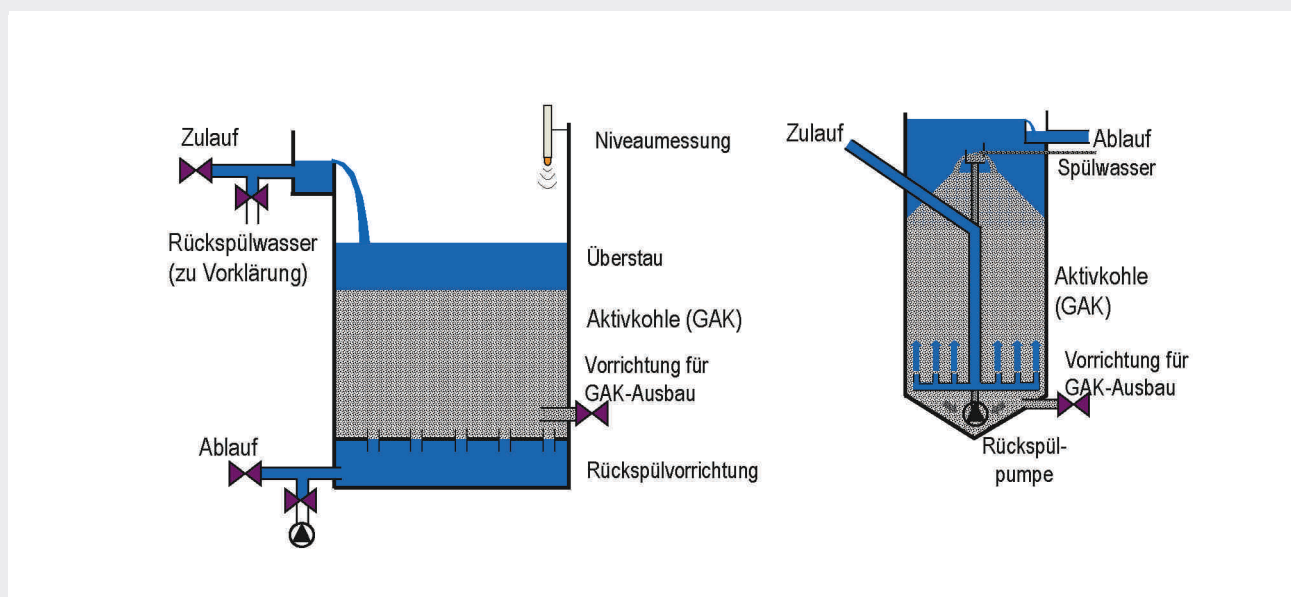 Zulauf
Rückspülwasser
(zu Vorklärung)
Ablauf
Niveaumessung
Überstau
Aktivkohle (GAK)
Vorrichtung für
GAK-Ausbau
Rückspülvorrichtung
Zulauf
Ablauf
Spülwasser
Aktivkohle
(GAK)
Vorrichtung für
GAK-Ausbau
Rückspül-
pumpe